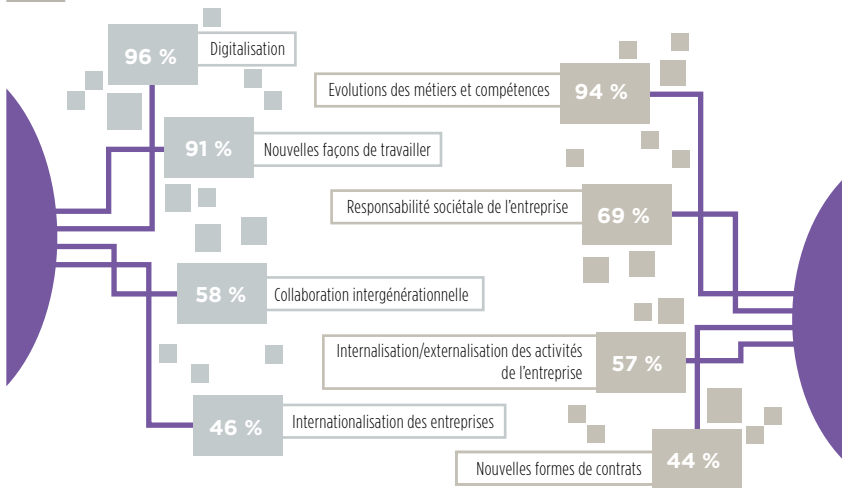 96 %
Digitalisation
Evolutions des métiers et compétences
94 %
91 %
Nouvelles façons de travailler
Responsabilité sociétale de l'entreprise
69 %
58 %
Collaboration intergénérationnelle
Internalisation/externalisation des activités
de l'entreprise
57 %
46 %
Internationalisation des entreprises
Nouvelles formes de contrats
44 %